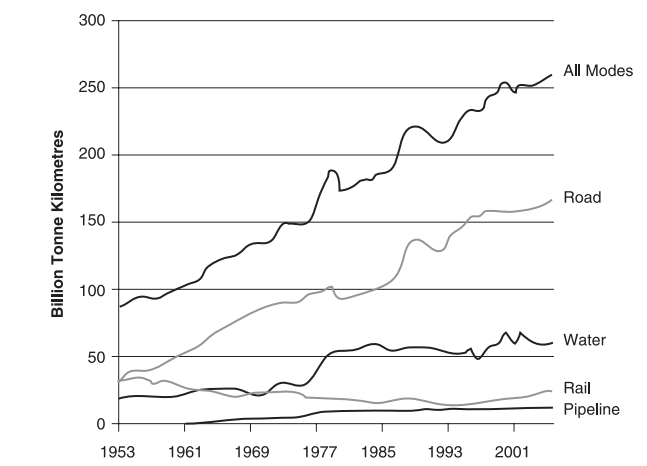 300
All Modes
250
200
Road
150
Billion Tonne Kilometres
100
Water
50
Rail
Pipeline
0
1953 1961 1969 1977 1985 1993 2001